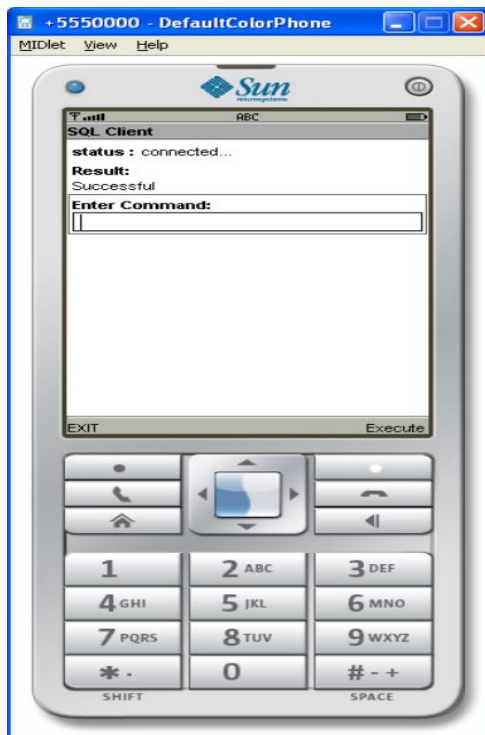 +5550000 - DefaultColorPhone
MIDlet View Help
Sun
microsystems
ABC
SQL Client
status : connected...
Result:
Successful
Enter Command:
EXIT Execute
1 2 ABC 3 DEF
4 GHI 5 JKL 6 MNO
7 PQRS 8 TUV 9 WXYZ
* . 0 # - +
SHIFT SPACE